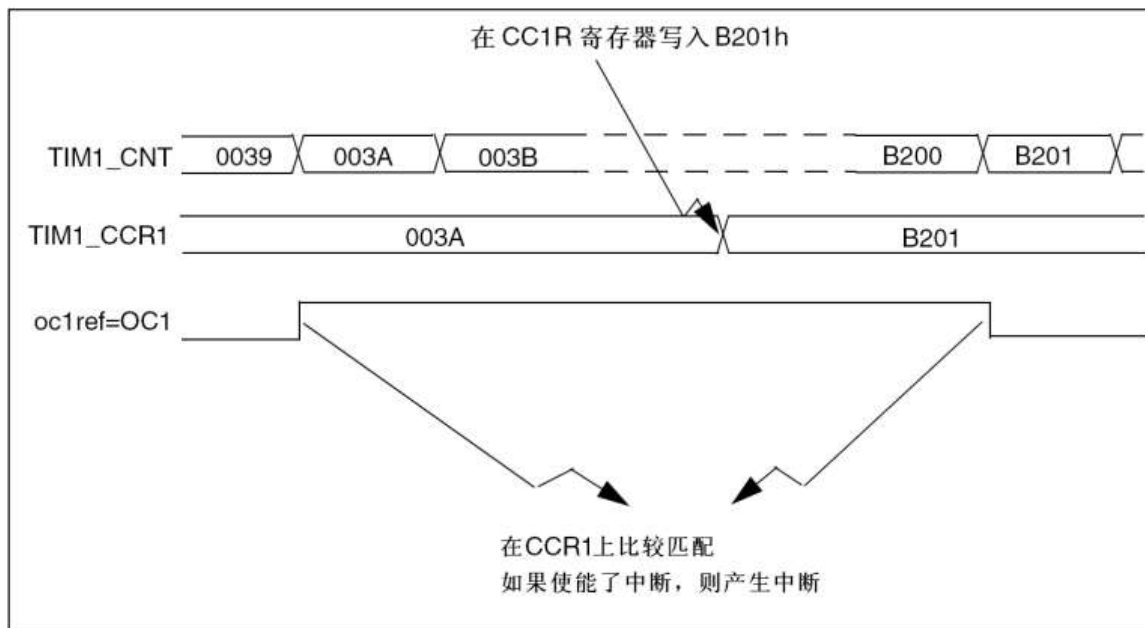 在 CC1R 寄存器写入 B201h
TIM1_CNT 0039 003A 003B B200 B201
TIM1_CCR1 003A B201
oc1ref=OC1
在CCR1上比较匹配
如果使能了中断，则产生中断